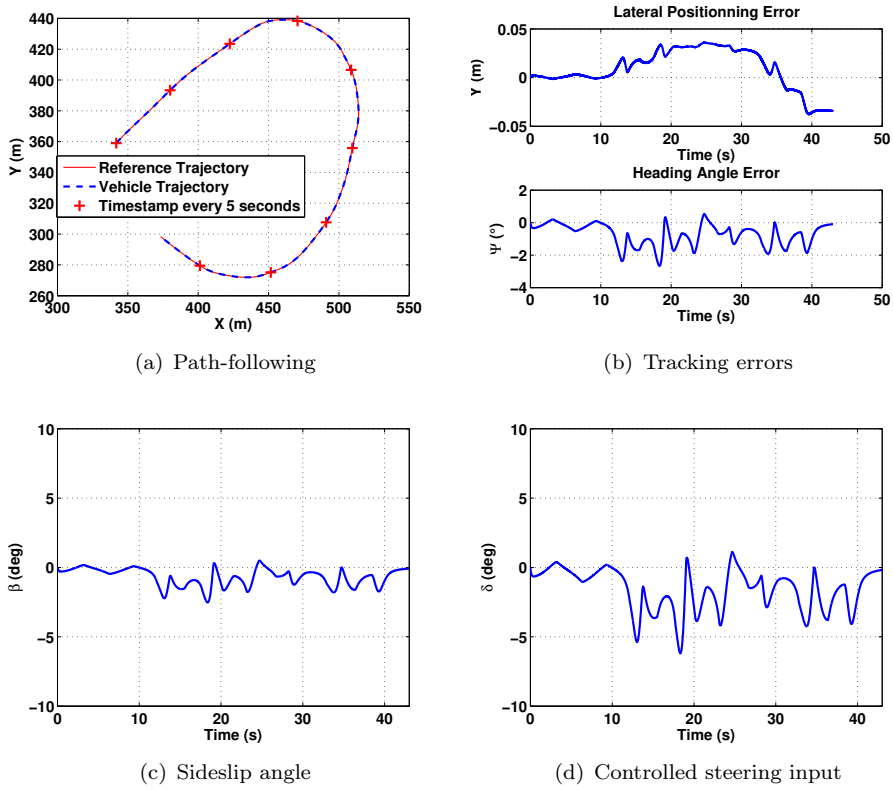 440
420
400
380
360
340
320
300
280
260
Y (m)
Reference Trajectory
Vehicle Trajectory
Timestamp every 5 seconds
300 350 400 450 500 550
X (m)
(a) Path-following
Lateral Positionning Error
0.05
0
−0.05
Y (m)
0 10 20 30 40 50
Time (s)
Heading Angle Error
2
0
−2
−4
Ψ (°)
0 10 20 30 40 50
Time (s)
(b) Tracking errors
10
5
0
−5
−10
β (deg)
0 10 20 30 40
Time (s)
(c) Sideslip angle
10
5
0
−5
−10
δ (deg)
0 10 20 30 40
Time (s)
(d) Controlled steering input